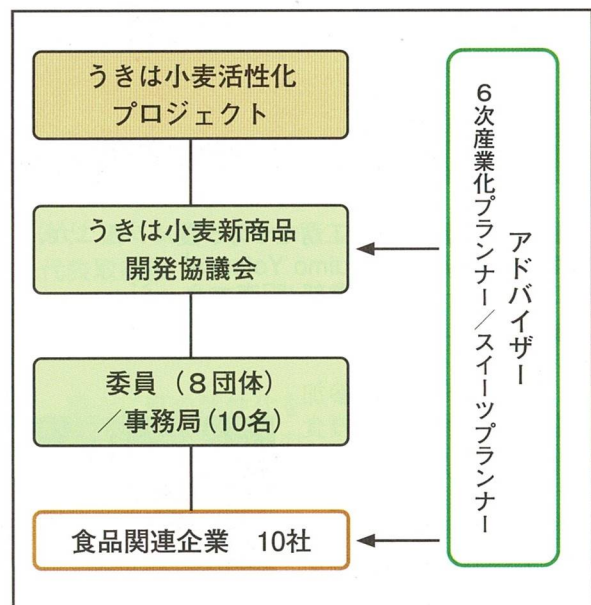 うきは小麦活性化
プロジェクト
うきは小麦新商品
開発協議会
委員（8団体）
／事務局(10名)
食品関連企業　10社
アドバイザー
6次産業化プランナー／スイーツプランナー